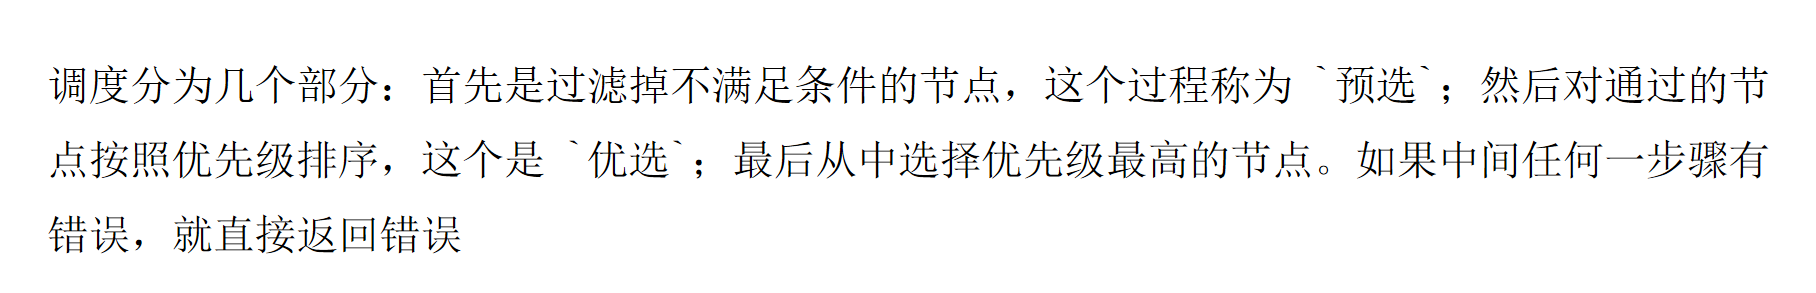 调度分为几个部分：首先是过滤掉不满足条件的节点，这个过程称为 `预选`；然后对通过的节
点按照优先级排序，这个是 `优选`；最后从中选择优先级最高的节点。如果中间任何一步骤有
错误，就直接返回错误